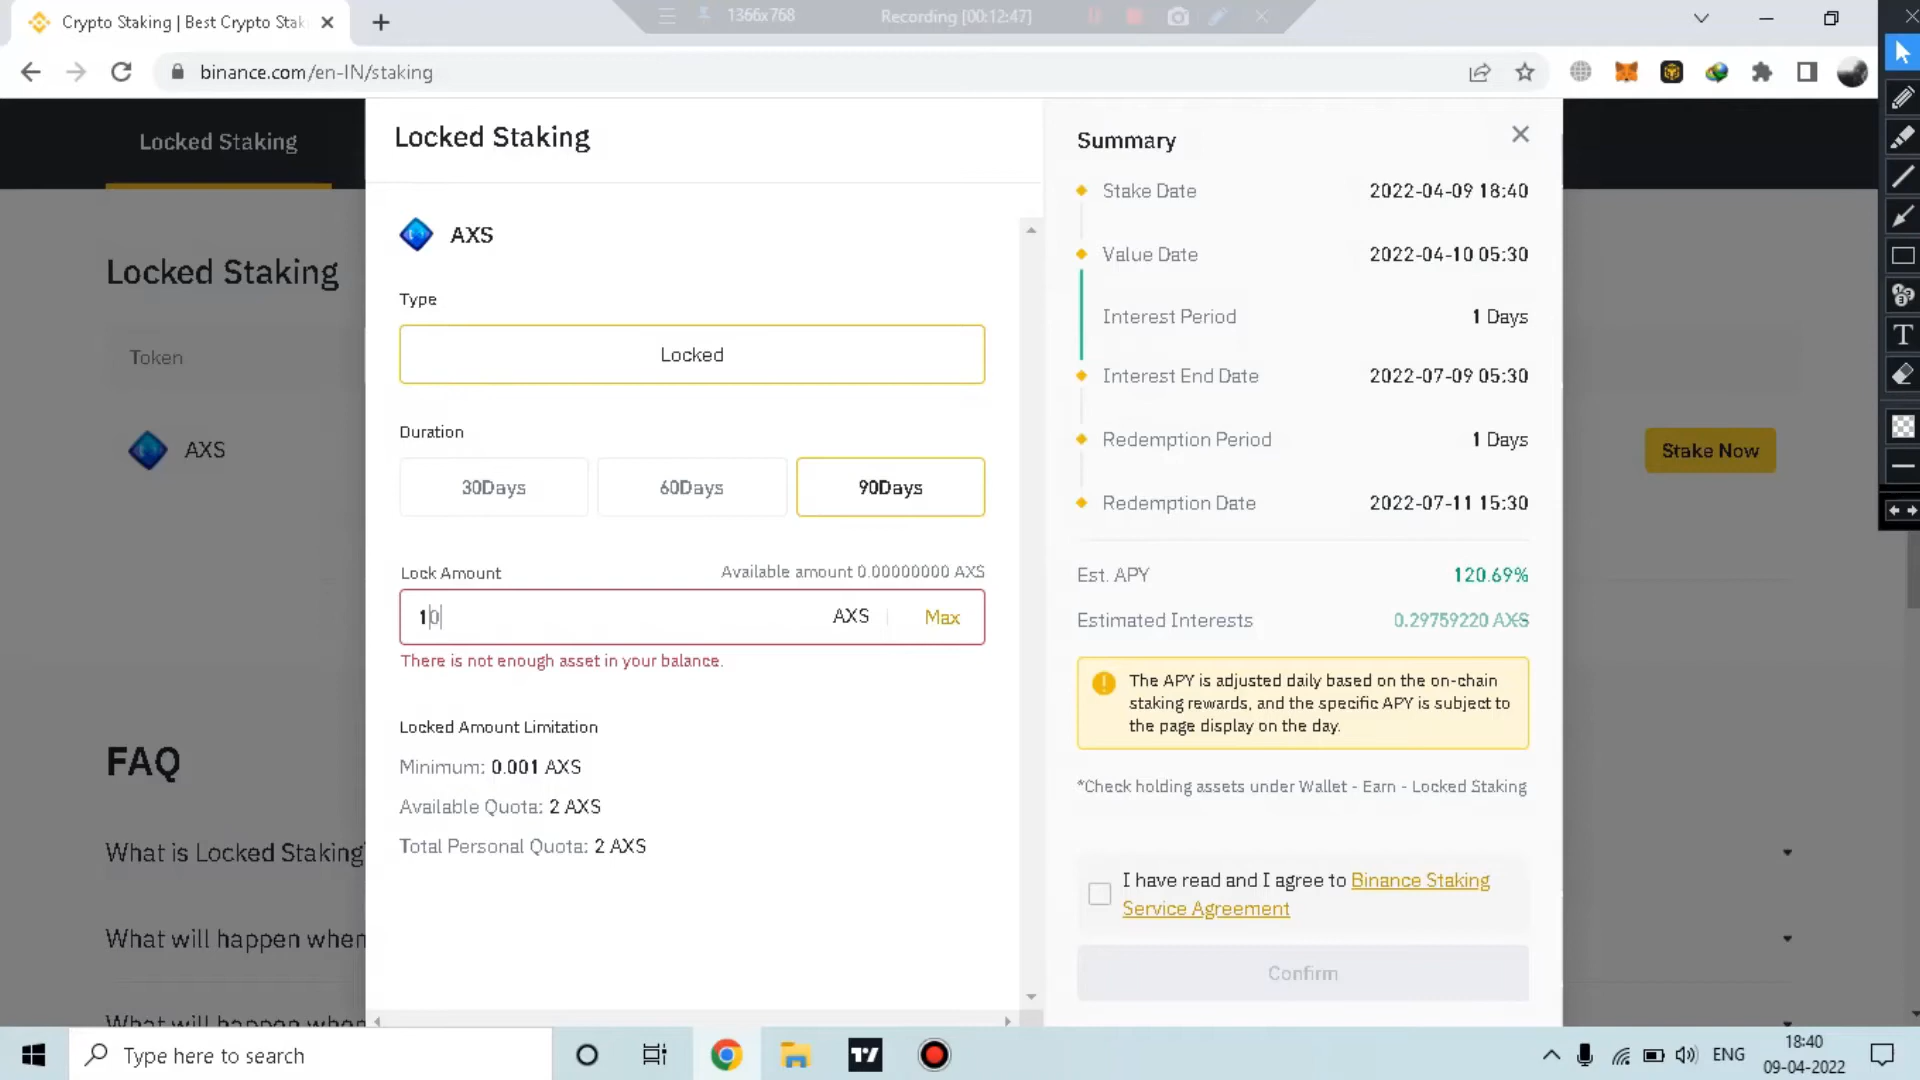 Crypto Staking | Best Crypto Stak
1366x768
Recording [00:12:47]
binance.com/en-IN/staking
Locked Staking
Locked Staking
Token
AXS
Stake Now
FAQ
What is Locked Staking?
What will happen when
What will happen when
Locked Staking
AXS
Type
Locked
Duration
30Days
60Days
90Days
Lock Amount
Available amount 0.00000000 AXS
10
AXS
Max
There is not enough asset in your balance.
Locked Amount Limitation
Minimum: 0.001 AXS
Available Quota: 2 AXS
Total Personal Quota: 2 AXS
Summary
Stake Date 2022-04-09 18:40
Value Date 2022-04-10 05:30
Interest Period 1 Days
Interest End Date 2022-07-09 05:30
Redemption Period 1 Days
Redemption Date 2022-07-11 15:30
Est. APY 120.69%
Estimated Interests 0.29759220 AXS
The APY is adjusted daily based on the on-chain
staking rewards, and the specific APY is subject to
the page display on the day.
*Check holding assets under Wallet - Earn - Locked Staking
I have read and I agree to Binance Staking
Service Agreement
Confirm
Type here to search
ENG
18:40
09-04-2022